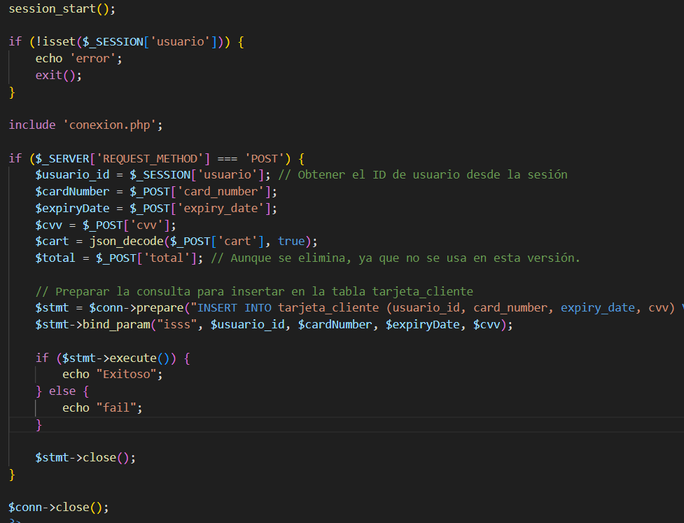 session_start();
if (!isset($_SESSION['usuario'])) {
echo 'error';
exit();
}
include 'conexion.php';
if ($_SERVER['REQUEST_METHOD'] === 'POST') {
$usuario_id = $_SESSION['usuario']; // Obtener el ID de usuario desde la sesión
$cardNumber = $_POST['card_number'];
$expiryDate = $_POST['expiry_date'];
$cvv = $_POST['cvv'];
$cart = json_decode($_POST['cart'], true);
$total = $_POST['total']; // Aunque se elimina, ya que no se usa en esta versión.
// Preparar la consulta para insertar en la tabla tarjeta_cliente
$stmt = $conn->prepare("INSERT INTO tarjeta_cliente (usuario_id, card_number, expiry_date, cvv)
$stmt->bind_param("isss", $usuario_id, $cardNumber, $expiryDate, $cvv);
if ($stmt->execute()) {
echo "Exitoso";
} else {
echo "fail";
}
$stmt->close();
}
$conn->close();
?>